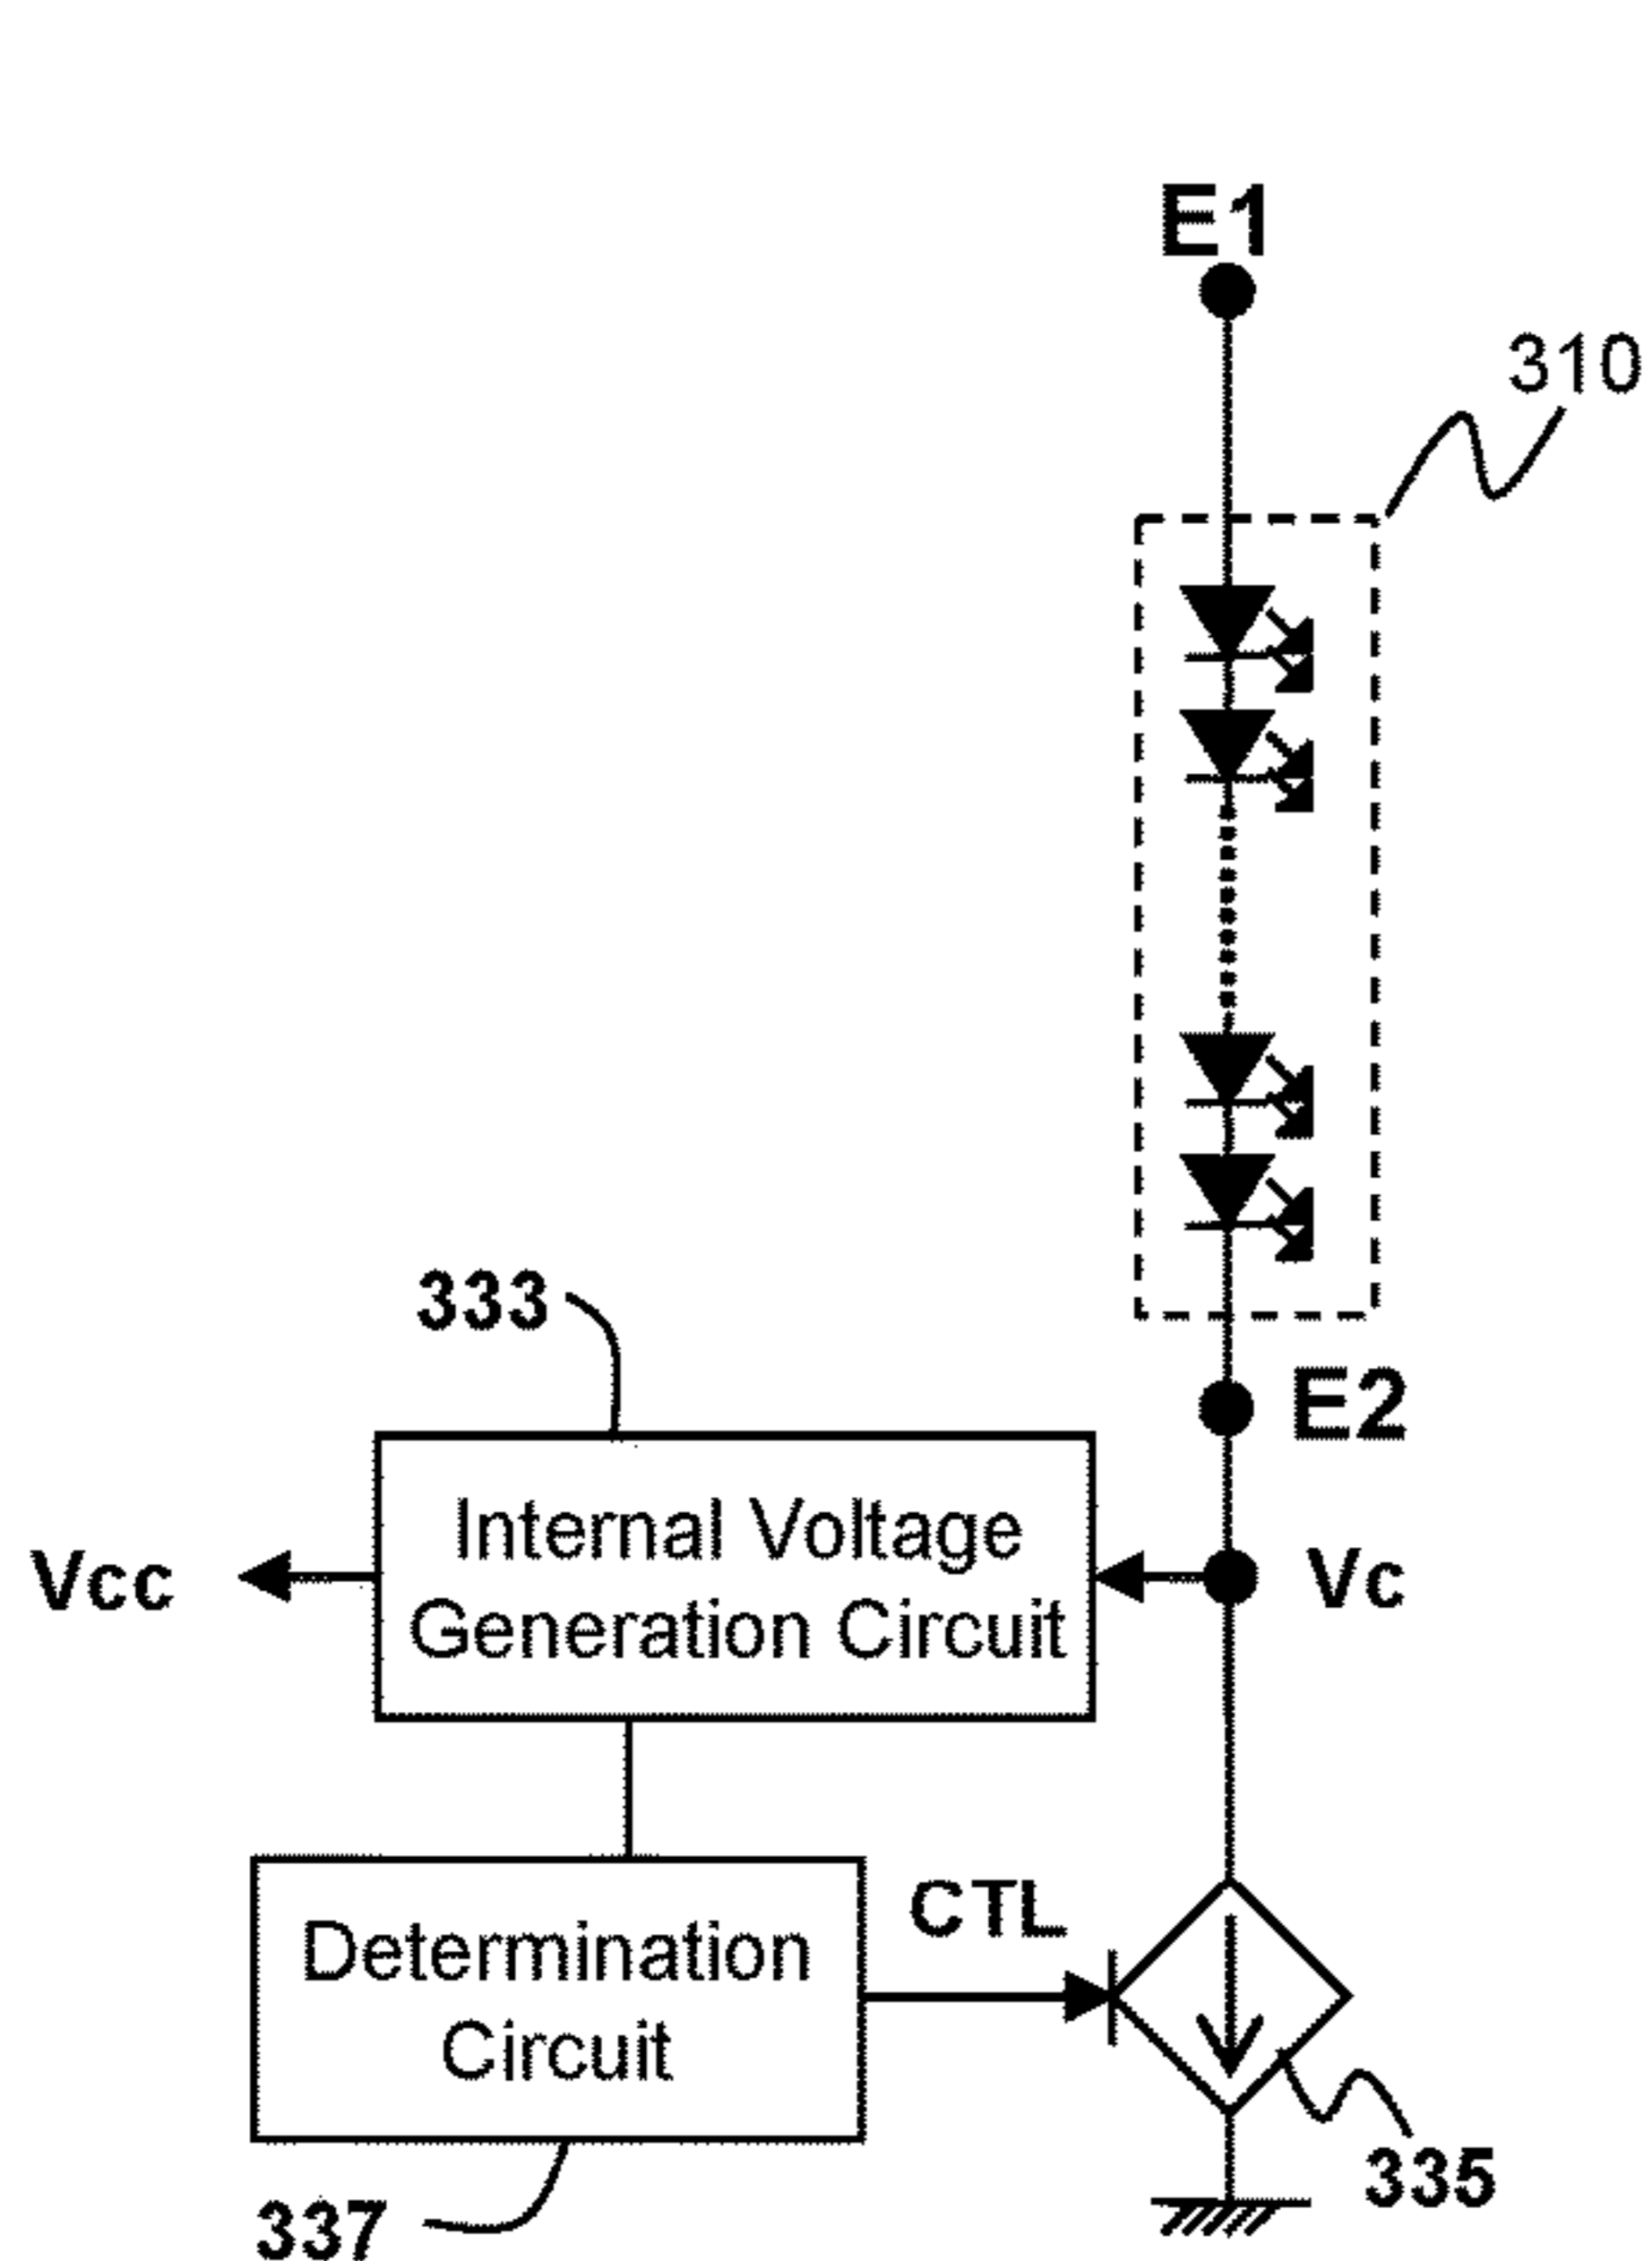 E1
310
333
E2
Internal Voltage
Generation Circuit
Vcc
Vc
CTL
Determination
Circuit
335
337